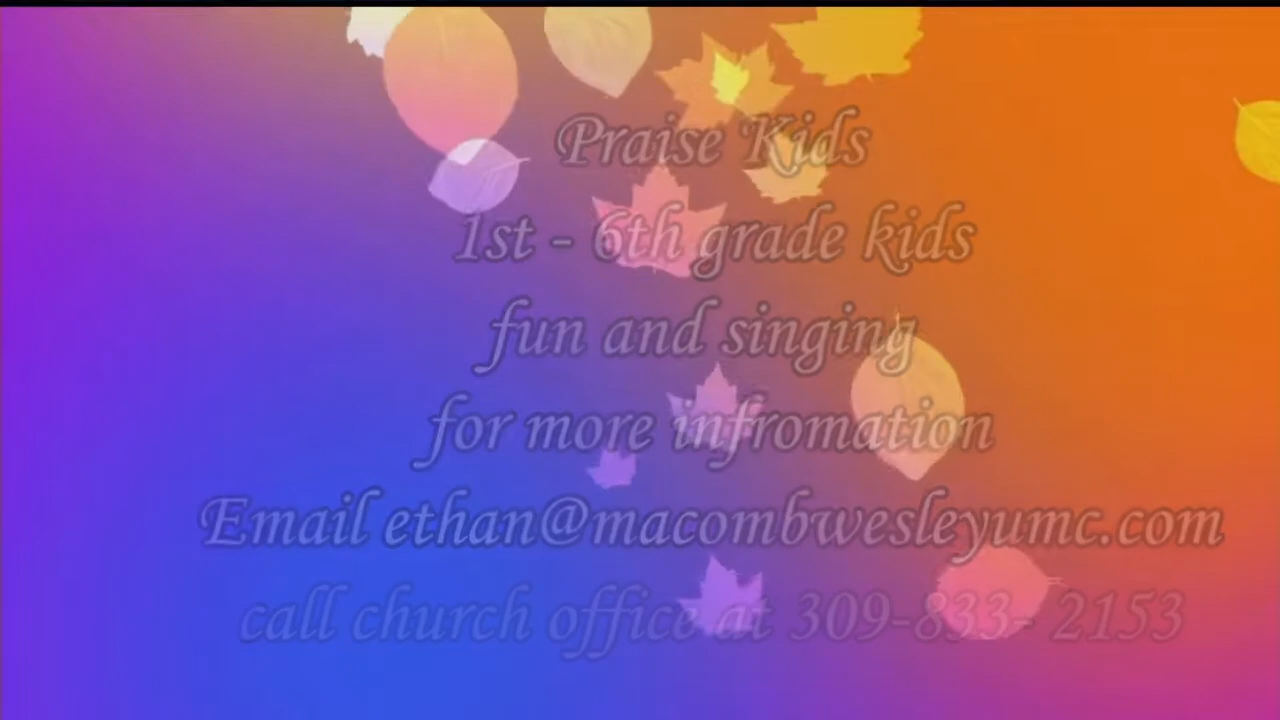 Praise Kids
1st - 6th grade kids
fun and singing
for more infromation
Email ethan@macombwesleyumc.com
call church office at 309-833- 2153